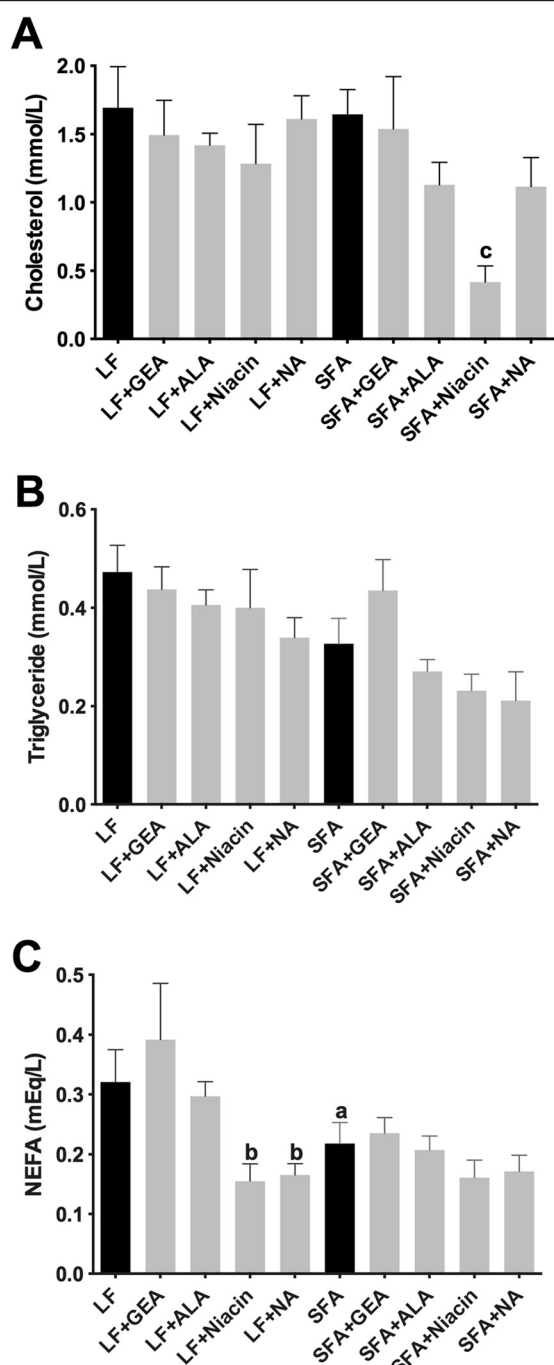 A
Cholesterol (mmol/L)
2.0
1.5
1.0
0.5
0.0
c
LF
LF+GEA
LF+ALA
LF+Niacin
LF+NA
SFA
SFA+GEA
SFA+ALA
SFA+Niacin
SFA+NA
B
Triglyceride (mmol/L)
0.6
0.4
0.2
0.0
LF
LF+GEA
LF+ALA
LF+Niacin
LF+NA
SFA
SFA+GEA
SFA+ALA
SFA+Niacin
SFA+NA
C
NEFA (mEq/L)
0.5
0.4
0.3
0.2
0.1
0.0
b
b
a
LF
LF+GEA
LF+ALA
LF+Niacin
LF+NA
SFA
SFA+GEA
SFA+ALA
SFA+Niacin
SFA+NA